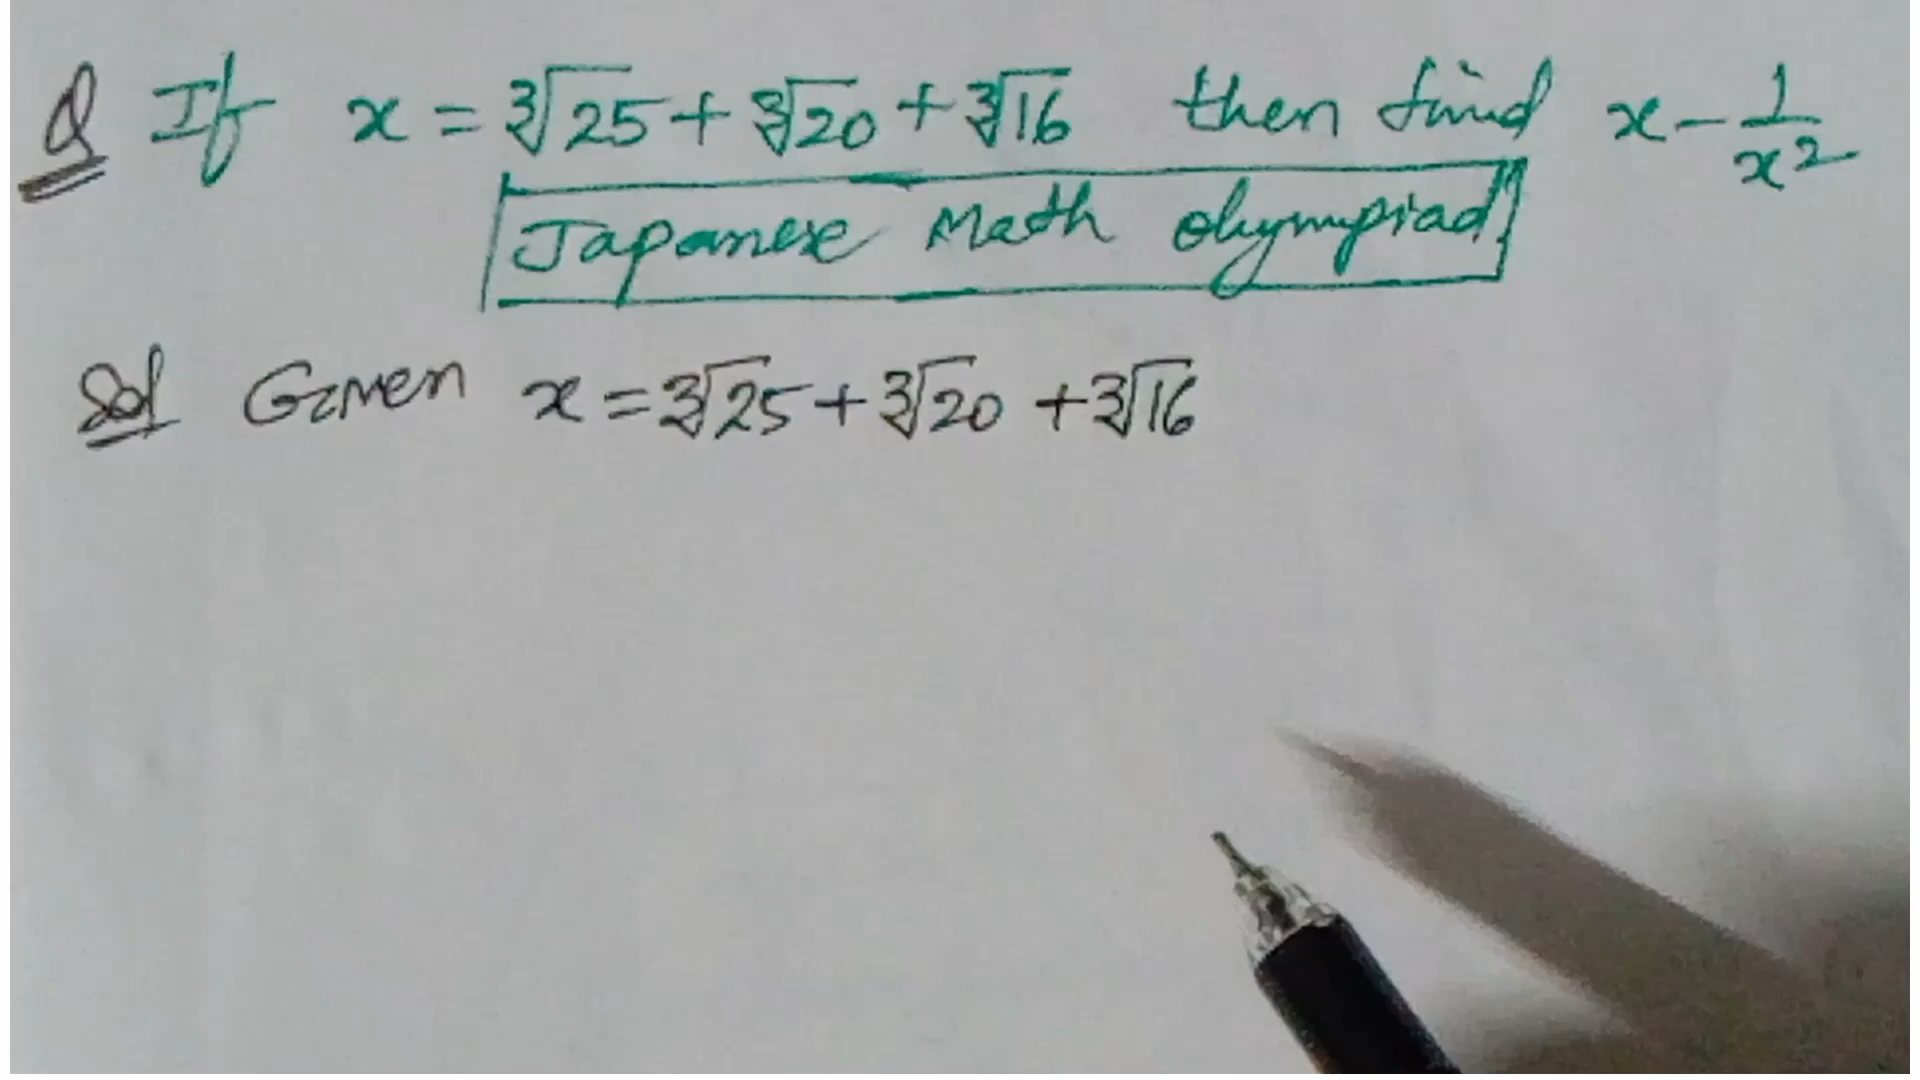 Q If x = ∛25 + ∛20 + ∛16 then find x - 1/x²
Japanese Math Olympiad
Sol Given x = ∛25 + ∛20 + ∛16